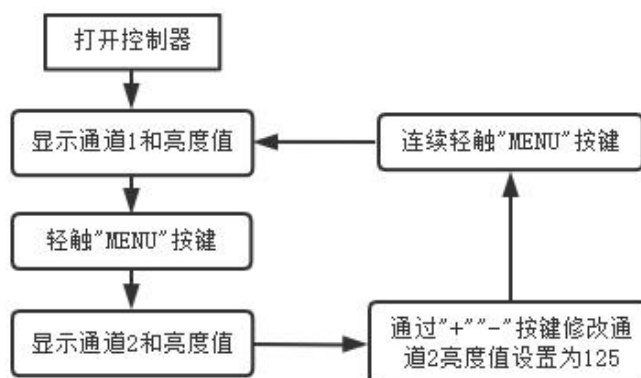 打开控制器
显示通道1和亮度值
连续轻触"MENU"按键
轻触"MENU"按键
显示通道2和亮度值
通过"+""-"按键修改通
道2亮度值设置为125